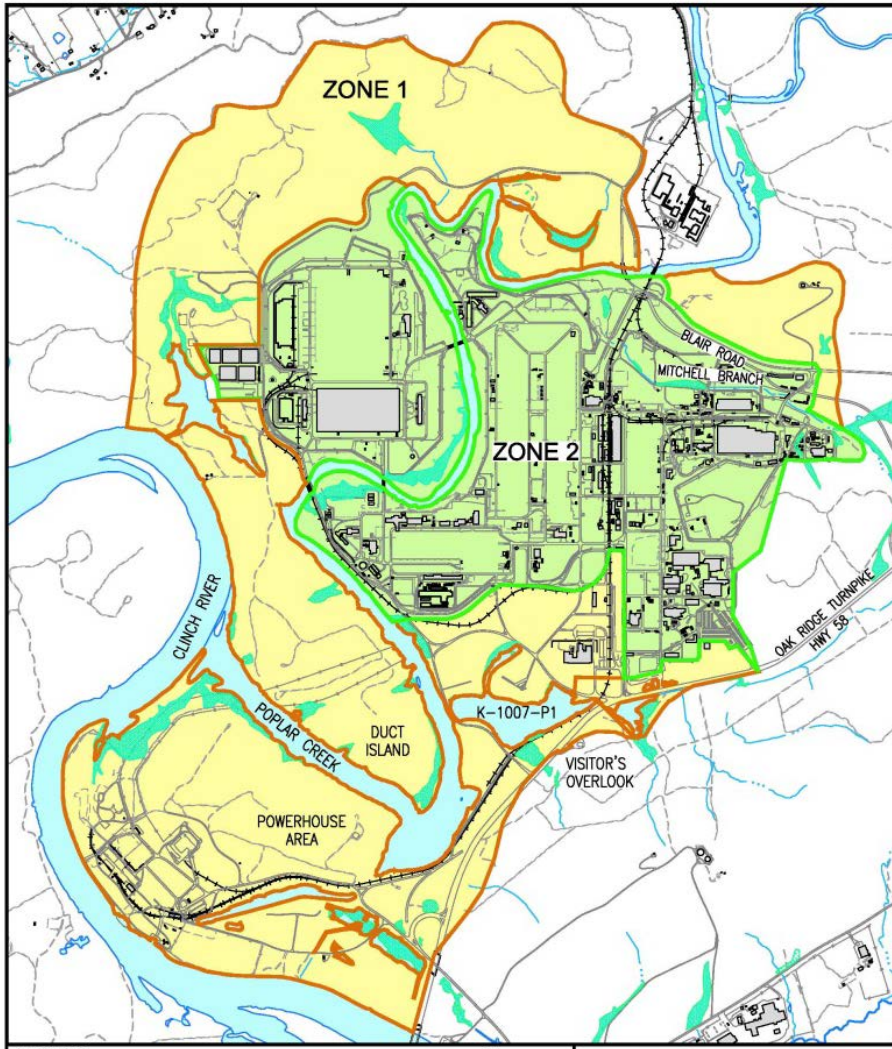 ZONE 1
BLAIR ROAD
MITCHELL BRANCH
ZONE 2
OAK RIDGE TURNPIKE
HWY 58
CLINCH RIVER
K-1007-P1
POPLAR CREEK
DUCT
ISLAND
VISITOR'S
OVERLOOK
POWERHOUSE
AREA